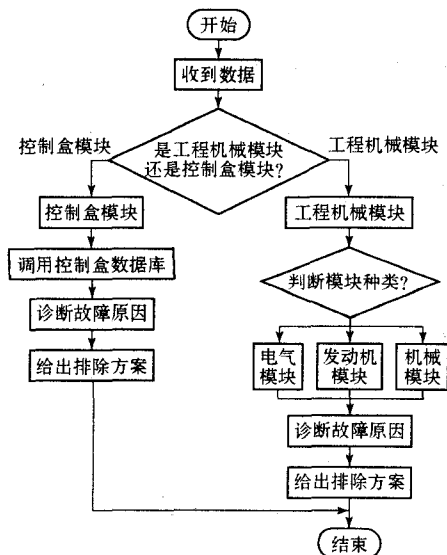 开始
收到数据
控制盒模块
是工程机械模块
还是控制盒模块?
工程机械模块
控制盒模块
工程机械模块
调用控制盒数据库
判断模块种类?
诊断故障原因
给出排除方案
电气
模块
发动机
模块
机械
模块
诊断故障原因
给出排除方案
结束